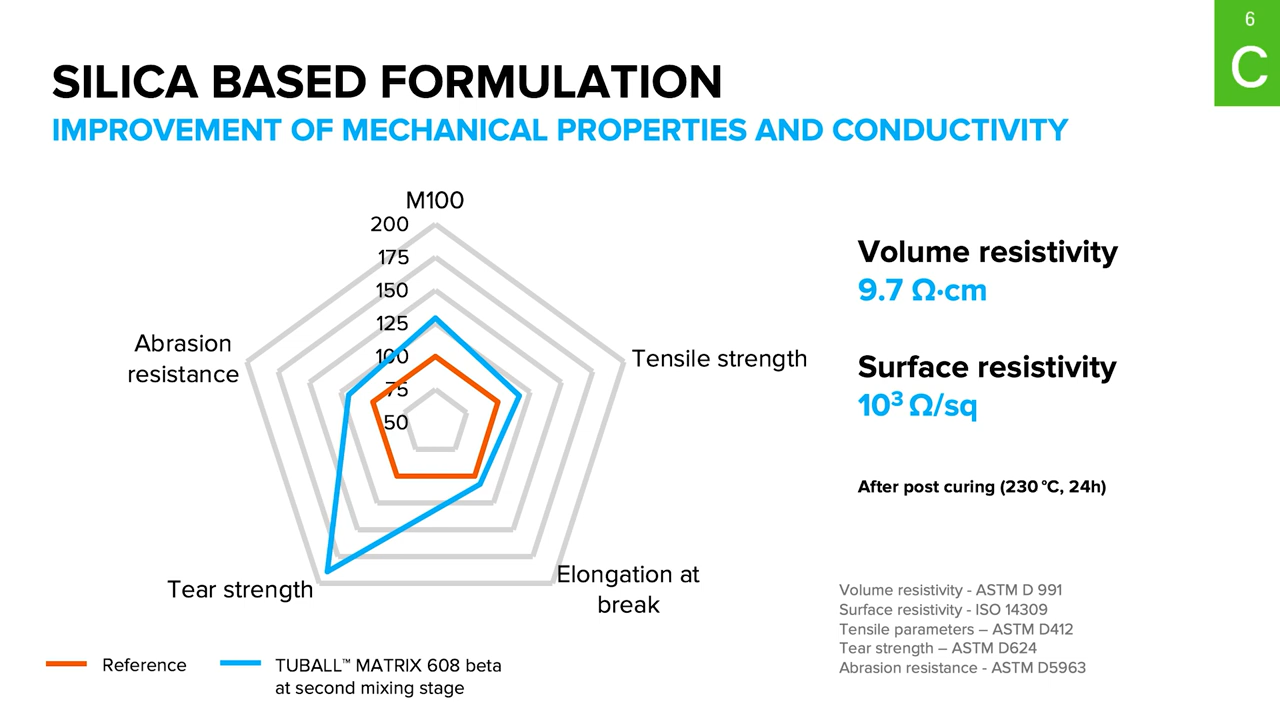 6
C
SILICA BASED FORMULATION
IMPROVEMENT OF MECHANICAL PROPERTIES AND CONDUCTIVITY
M100
200
175
150
125
100
75
50
Abrasion
resistance
Tensile strength
Tear strength
Elongation at
break
Reference
TUBALL™ MATRIX 608 beta
at second mixing stage
Volume resistivity
9.7 Ω·cm
Surface resistivity
10³ Ω/sq
After post curing (230 °C, 24h)
Volume resistivity - ASTM D 991
Surface resistivity - ISO 14309
Tensile parameters – ASTM D412
Tear strength – ASTM D624
Abrasion resistance - ASTM D5963